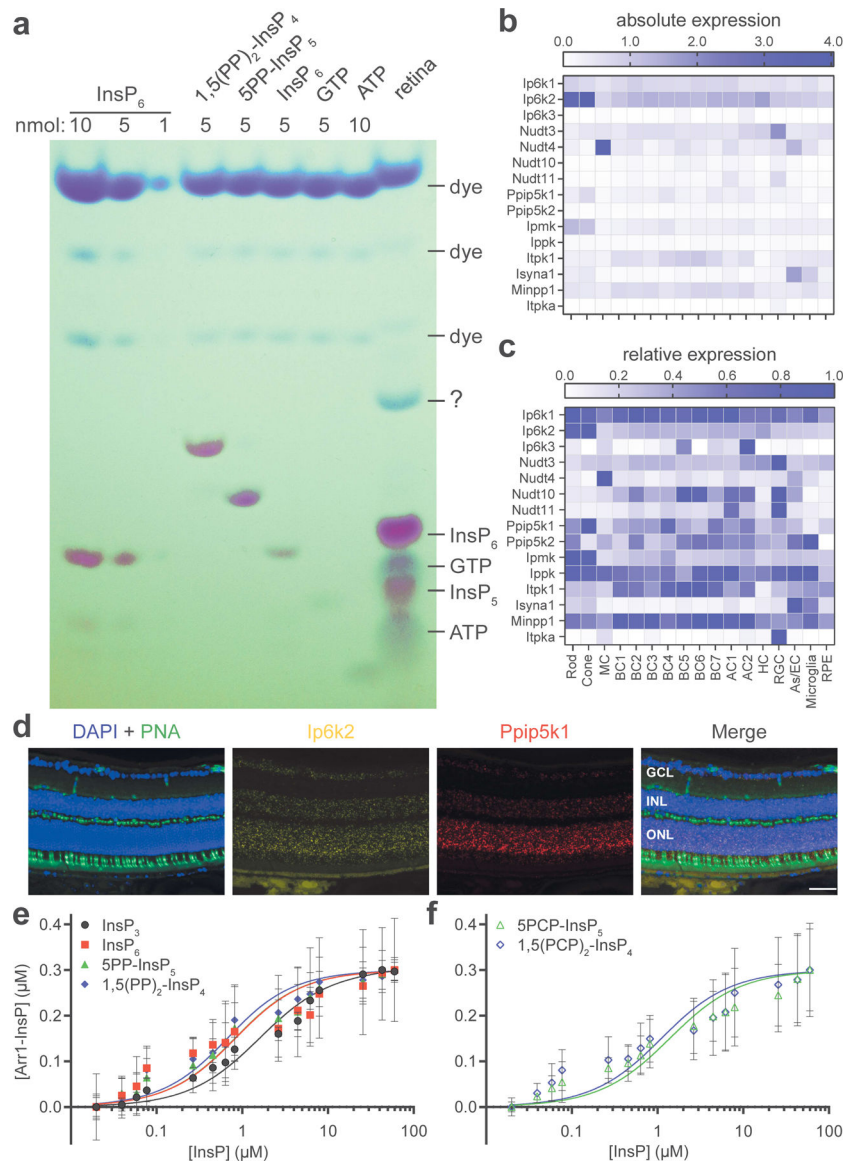 a
InsP6
1,5(PP)2-InsP4
5PP-InsP5
InsP6
GTP
ATP
retina
nmol: 10 5 1 5 5 5 5 10
dye
dye
dye
?
InsP6
GTP
InsP5
ATP
b
absolute expression
0.0 1.0 2.0 3.0 4.0
Ip6k1
Ip6k2
Ip6k3
Nudt3
Nudt4
Nudt10
Nudt11
Ppip5k1
Ppip5k2
Ipmk
Ippk
Itpk1
Isyna1
Minpp1
Itpka
c
relative expression
0.0 0.2 0.4 0.6 0.8 1.0
Ip6k1
Ip6k2
Ip6k3
Nudt3
Nudt4
Nudt10
Nudt11
Ppip5k1
Ppip5k2
Ipmk
Ippk
Itpk1
Isyna1
Minpp1
Itpka
Rod
Cone
MC
BC1
BC2
BC3
BC4
BC5
BC6
BC7
AC1
AC2
HC
RGC
As/EC
Microglia
RPE
d
DAPI + PNA
Ip6k2
Ppip5k1
Merge
GCL
INL
ONL
e
InsP3
InsP6
5PP-InsP5
1,5(PP)2-InsP4
[Arr1-InsP] (µM)
0.4
0.3
0.2
0.1
0.0
0.1 1 10 100
[InsP] (µM)
f
5PCP-InsP5
1,5(PCP)2-InsP4
0.4
0.3
0.2
0.1
0.0
0.1 1 10 100
[InsP] (µM)